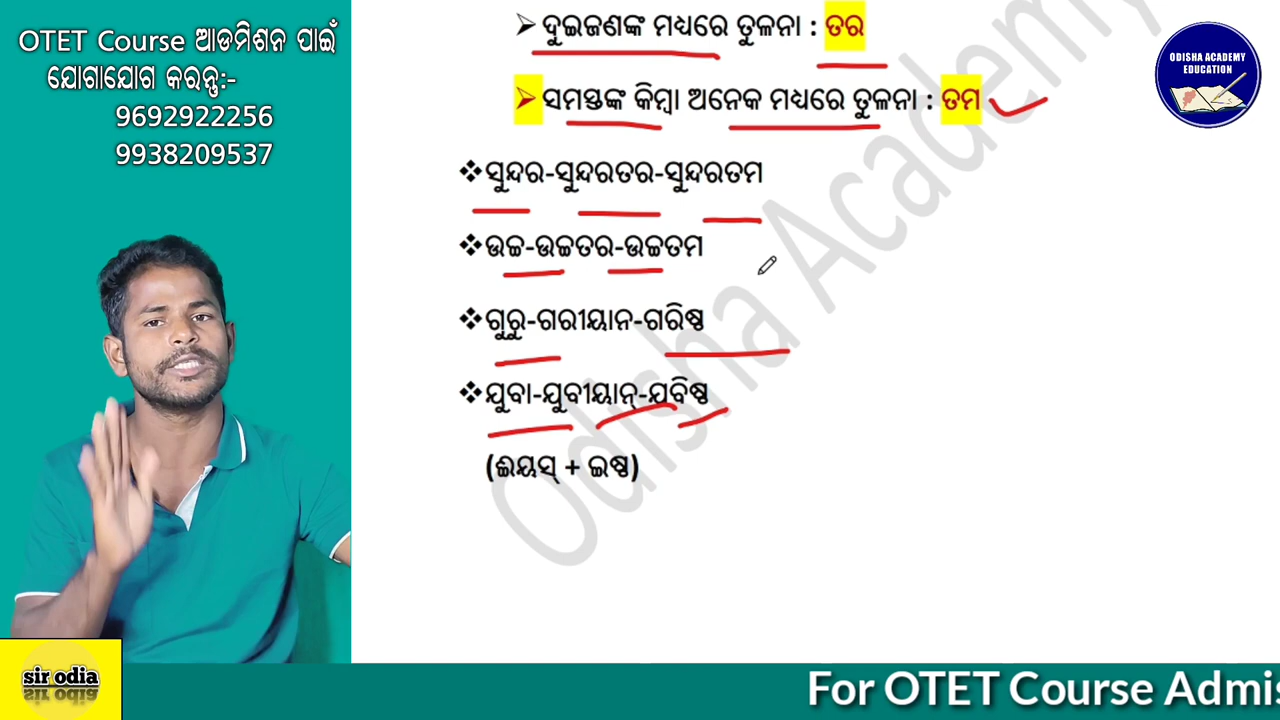 OTET Course ଆଡମିଶନ ପାଇଁ
ଯୋଗାଯୋଗ କରନ୍ତୁ:-
9692922256
9938209537
➢ ଦୁଇଜଣଙ୍କ ମଧ୍ୟରେ ତୁଳନା : ତର
➢ ସମସ୍ତଙ୍କ କିମ୍ବା ଅନେକ ମଧ୍ୟରେ ତୁଳନା : ତମ
❖ ସୁନ୍ଦର-ସୁନ୍ଦରତର-ସୁନ୍ଦରତମ
❖ ଉଚ୍ଚ-ଉଚ୍ଚତର-ଉଚ୍ଚତମ
❖ ଗୁରୁ-ଗରୀୟାନ-ଗରିଷ୍ଠ
❖ ଯୁବା-ଯୁବୀୟାନ୍-ଯବିଷ୍ଠ
(ଈୟସ୍ + ଇଷ୍ଠ)
ODISHA ACADEMY
EDUCATION
Odisha Academy
sir odia
For OTET Course Admis